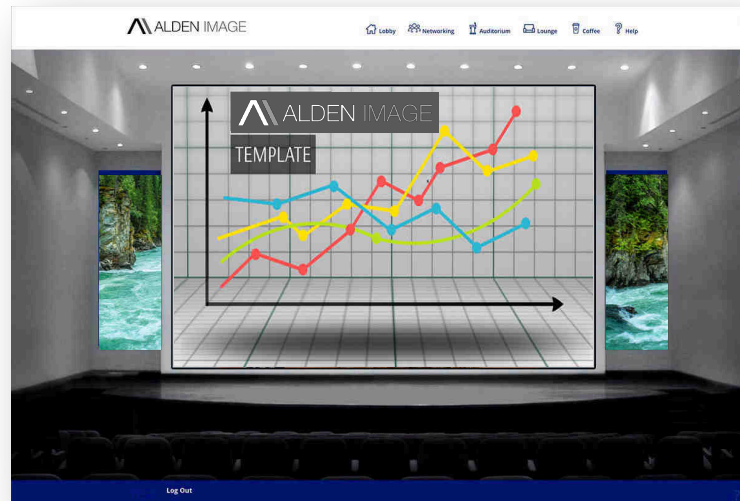 ALDEN IMAGE
Lobby Networking Auditorium Lounge Coffee Help
ALDEN IMAGE
TEMPLATE
Log Out